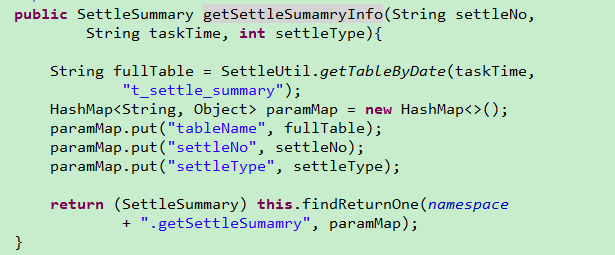 public SettleSummary getSettleSumamryInfo(String settleNo,
String taskTime, int settleType){
String fullTable = SettleUtil.getTableByDate(taskTime,
"t_settle_summary");
HashMap<String, Object> paramMap = new HashMap<>();
paramMap.put("tableName", fullTable);
paramMap.put("settleNo", settleNo);
paramMap.put("settleType", settleType);
return (SettleSummary) this.findReturnOne(namespace
+ ".getSettleSumamry", paramMap);
}